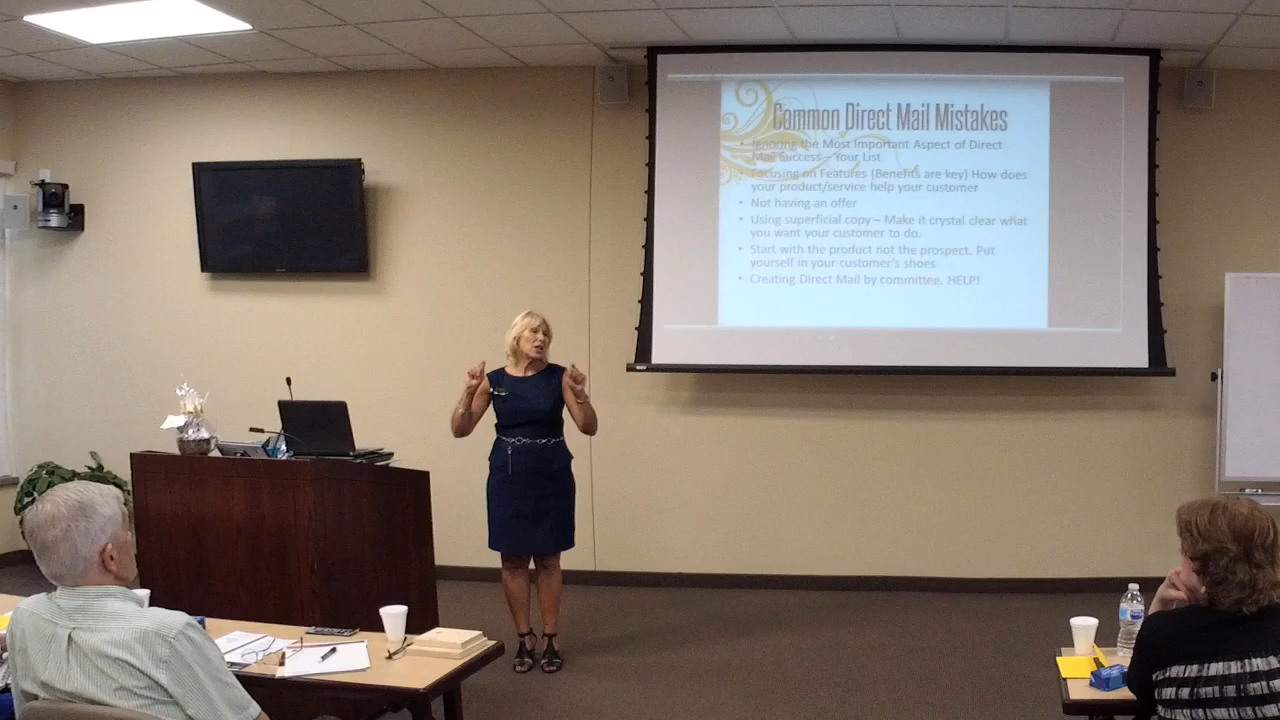 Common Direct Mail Mistakes
• Ignoring the Most Important Aspect of Direct
Mail Success – Your List
• Focusing on Features (Benefits are key) How does
your product/service help your customer
• Not having an offer
• Using superficial copy – Make it crystal clear what
you want your customer to do.
• Start with the product not the prospect. Put
yourself in your customer's shoes
• Creating Direct Mail by committee. HELP!